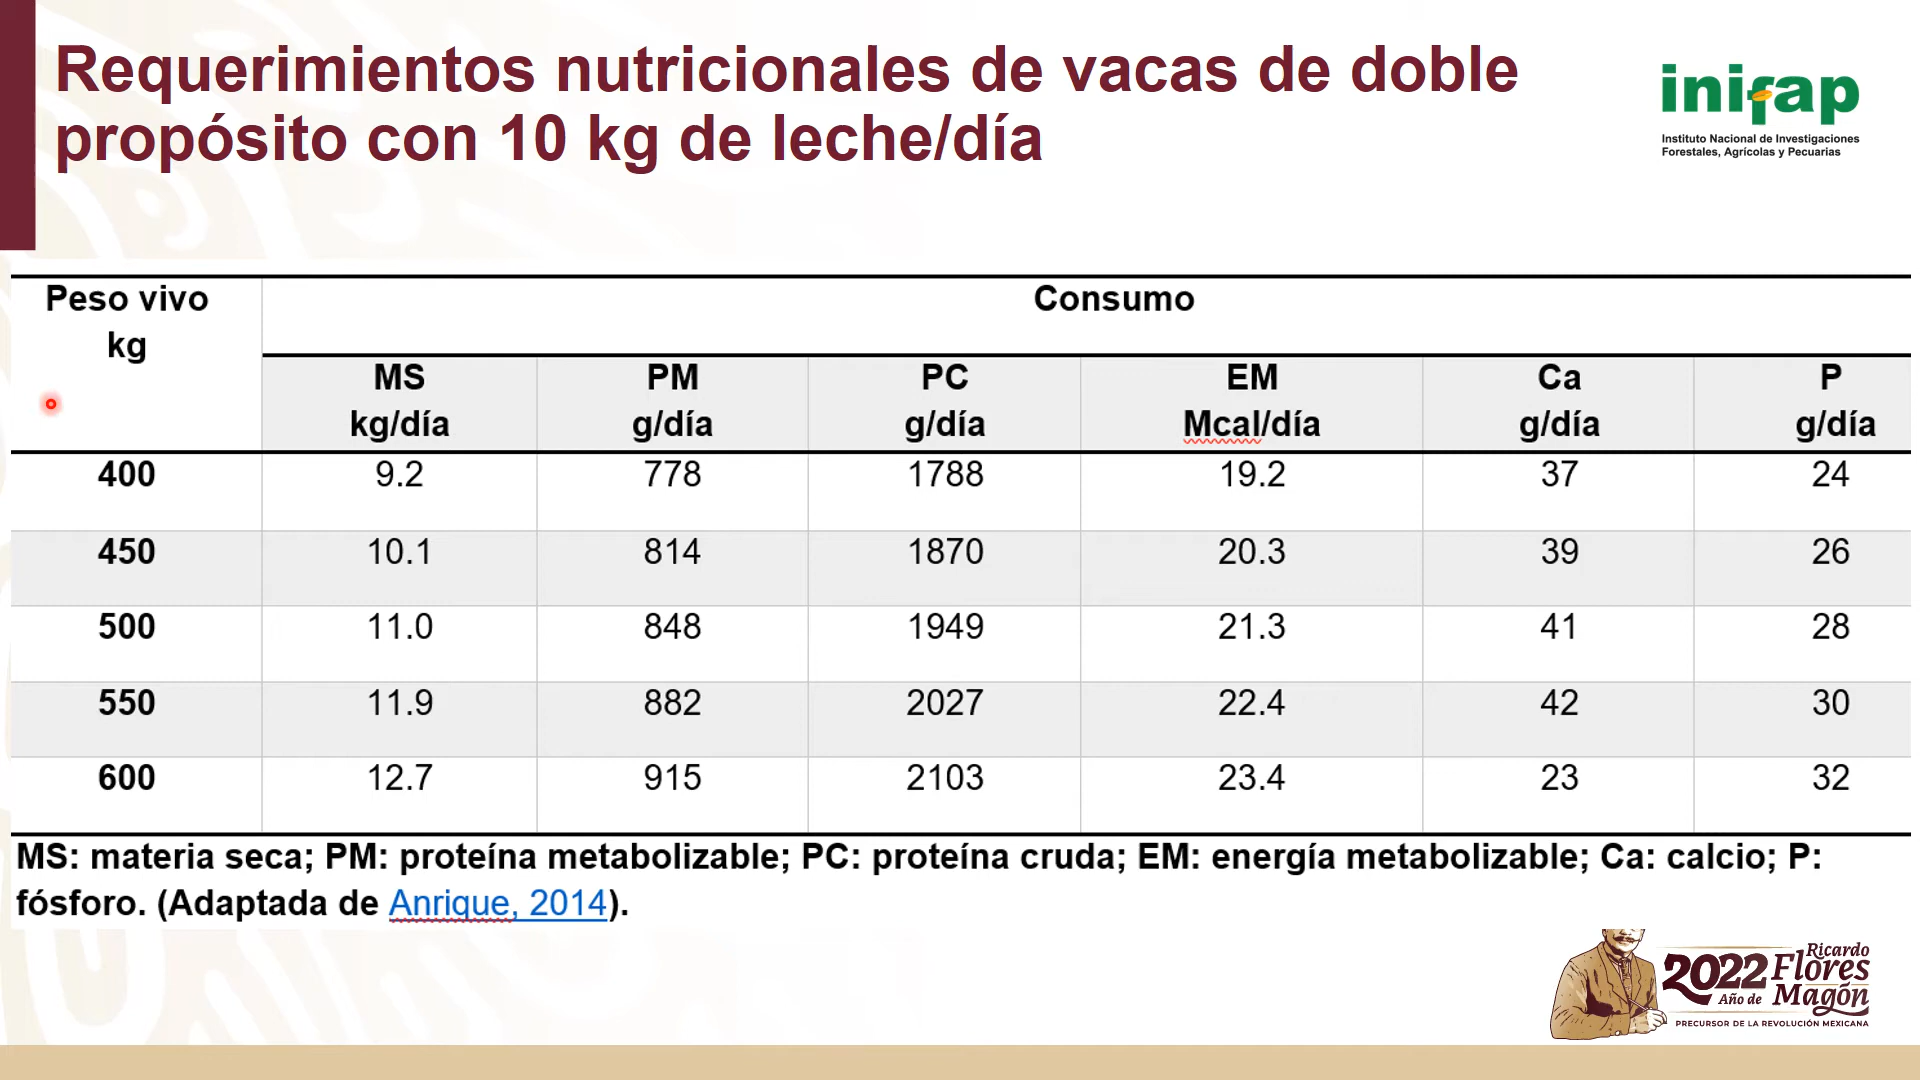 Requerimientos nutricionales de vacas de doble
propósito con 10 kg de leche/día
inifap
Instituto Nacional de Investigaciones
Forestales, Agrícolas y Pecuarias
Peso vivo
kg
Consumo
MS
kg/día
PM
g/día
PC
g/día
EM
Mcal/día
Ca
g/día
P
g/día
400 9.2 778 1788 19.2 37 24
450 10.1 814 1870 20.3 39 26
500 11.0 848 1949 21.3 41 28
550 11.9 882 2027 22.4 42 30
600 12.7 915 2103 23.4 23 32
MS: materia seca; PM: proteína metabolizable; PC: proteína cruda; EM: energía metabolizable; Ca: calcio; P:
fósforo. (Adaptada de Anrique, 2014).
2022 Ricardo
Flores
Año de Magón
PRECURSOR DE LA REVOLUCIÓN MEXICANA